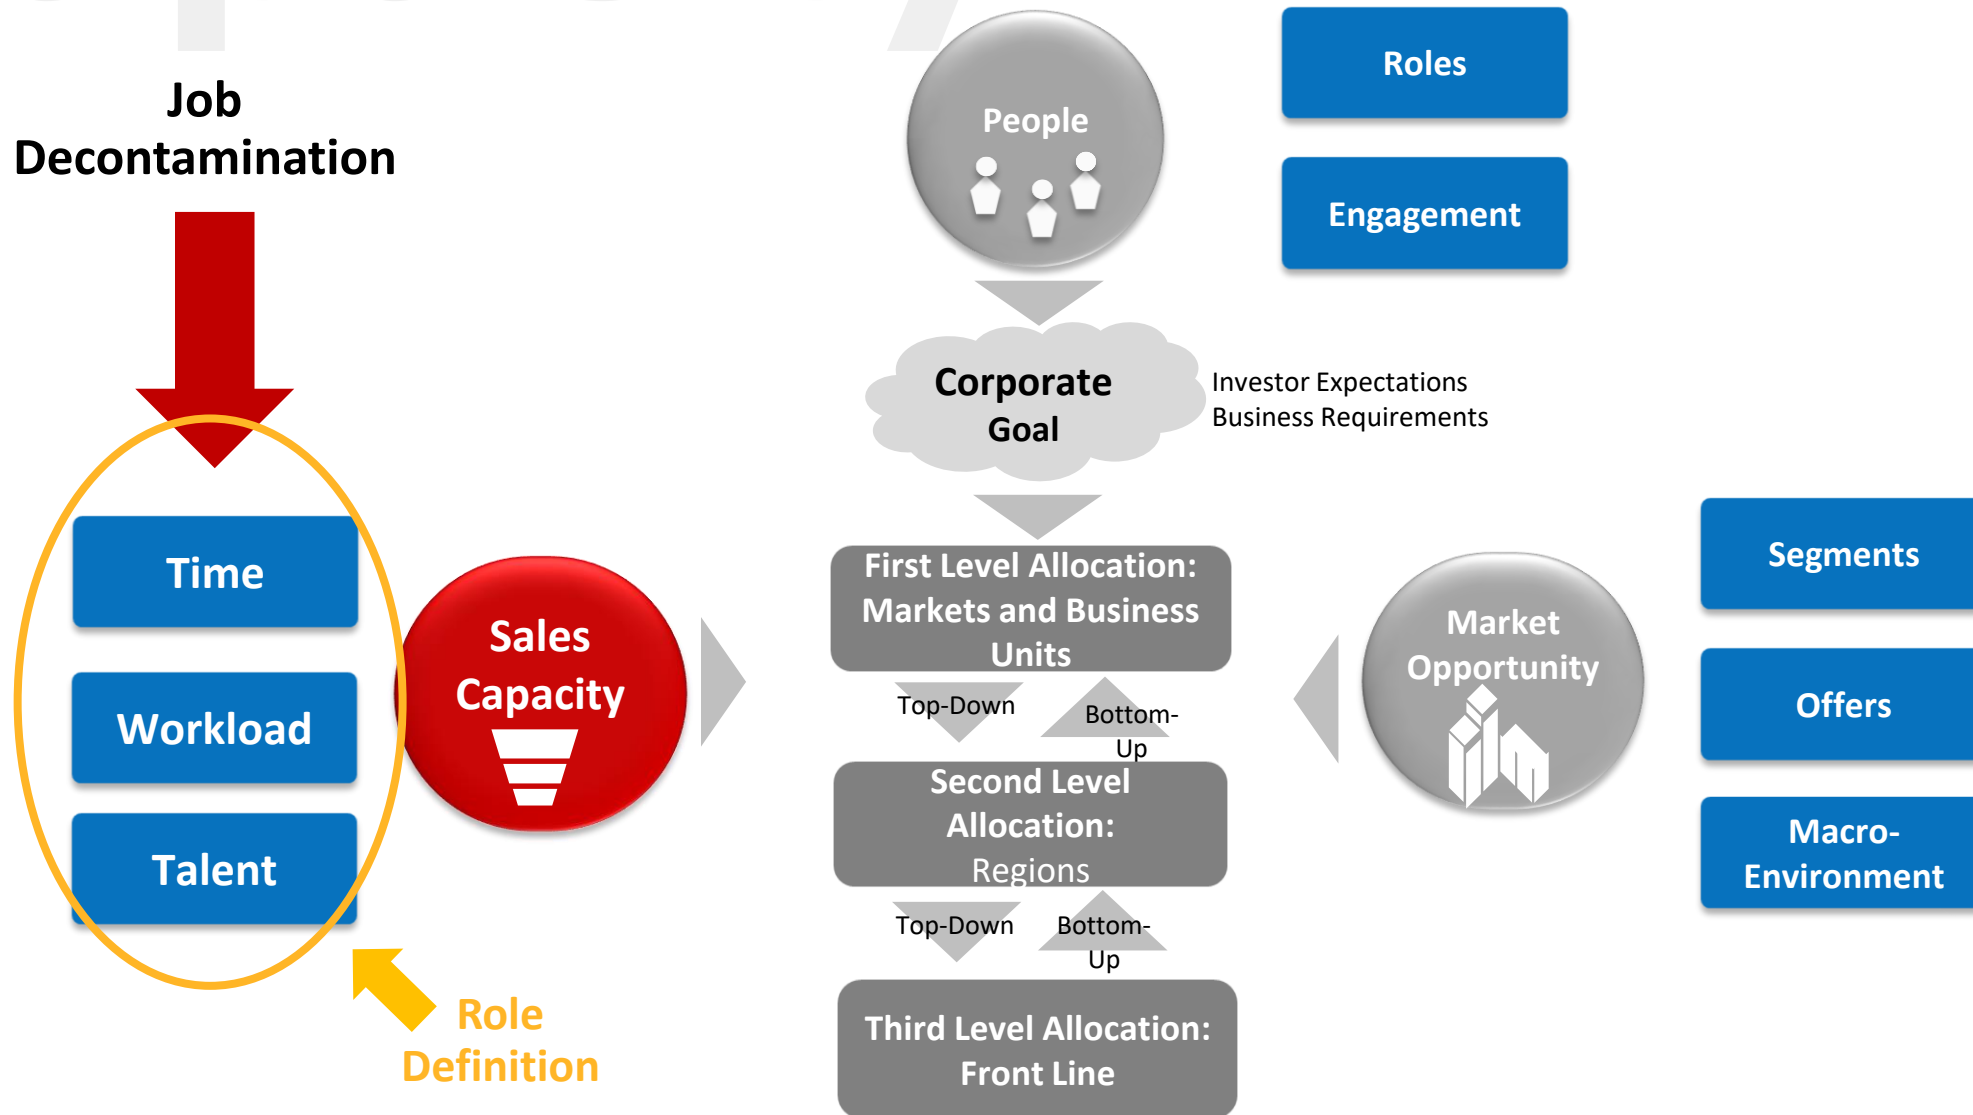 Job
Decontamination
People
Roles
Engagement
Corporate
Goal
Investor Expectations
Business Requirements
Time
Workload
Talent
Sales
Capacity
First Level Allocation:
Markets and Business
Units
Top-Down
Bottom-
Up
Second Level
Allocation:
Regions
Top-Down
Bottom-
Up
Third Level Allocation:
Front Line
Market
Opportunity
Segments
Offers
Macro-
Environment
Role
Definition